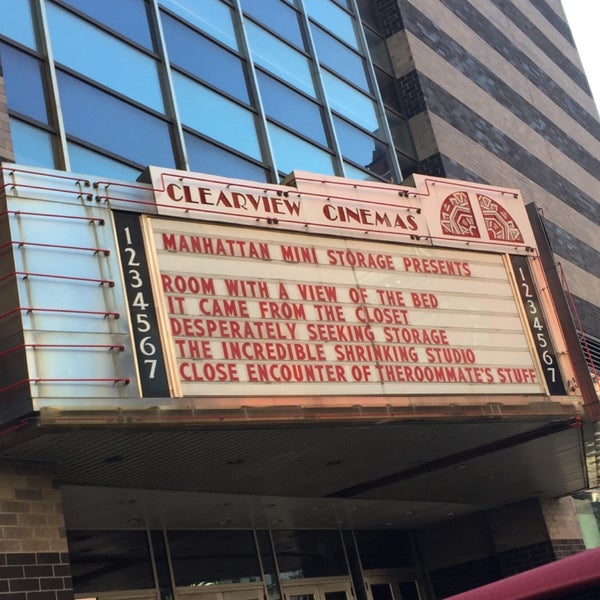 CLEARVIEW CINEMAS
MANHATTAN MINI STORAGE PRESENTS
ROOM WITH A VIEW OF THE BED
IT CAME FROM THE CLOSET
DESPERATELY SEEKING STORAGE
THE INCREDIBLE SHRINKING STUDIO
CLOSE ENCOUNTER OF THEROOMMATE'S STUFF
1234567
1234567